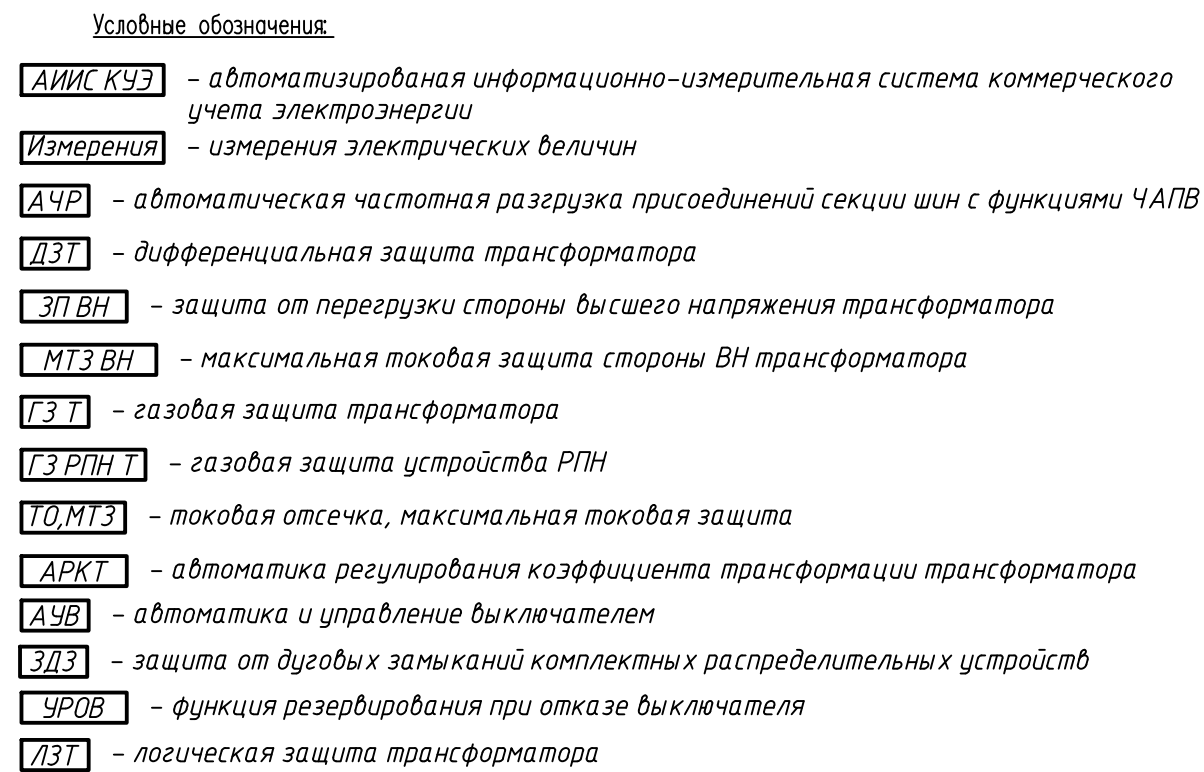 Условные обозначения:
АИИС КУЭ – автоматизированая информационно-измерительная система коммерческого
учета электроэнергии
Измерения – измерения электрических величин
АЧР – автоматическая частотная разгрузка присоединений секции шин с функциями ЧАПВ
ДЗТ – дифференциальная защита трансформатора
ЗП ВН – защита от перегрузки стороны высшего напряжения трансформатора
МТЗ ВН – максимальная токовая защита стороны ВН трансформатора
ГЗ Т – газовая защита трансформатора
ГЗ РПН Т – газовая защита устройства РПН
ТО,МТЗ – токовая отсечка, максимальная токовая защита
АРКТ – автоматика регулирования коэффициента трансформации трансформатора
АУВ – автоматика и управление выключателем
ЗДЗ – защита от дуговых замыканий комплектных распределительных устройств
УРОВ – функция резервирования при отказе выключателя
ЛЗТ – логическая защита трансформатора